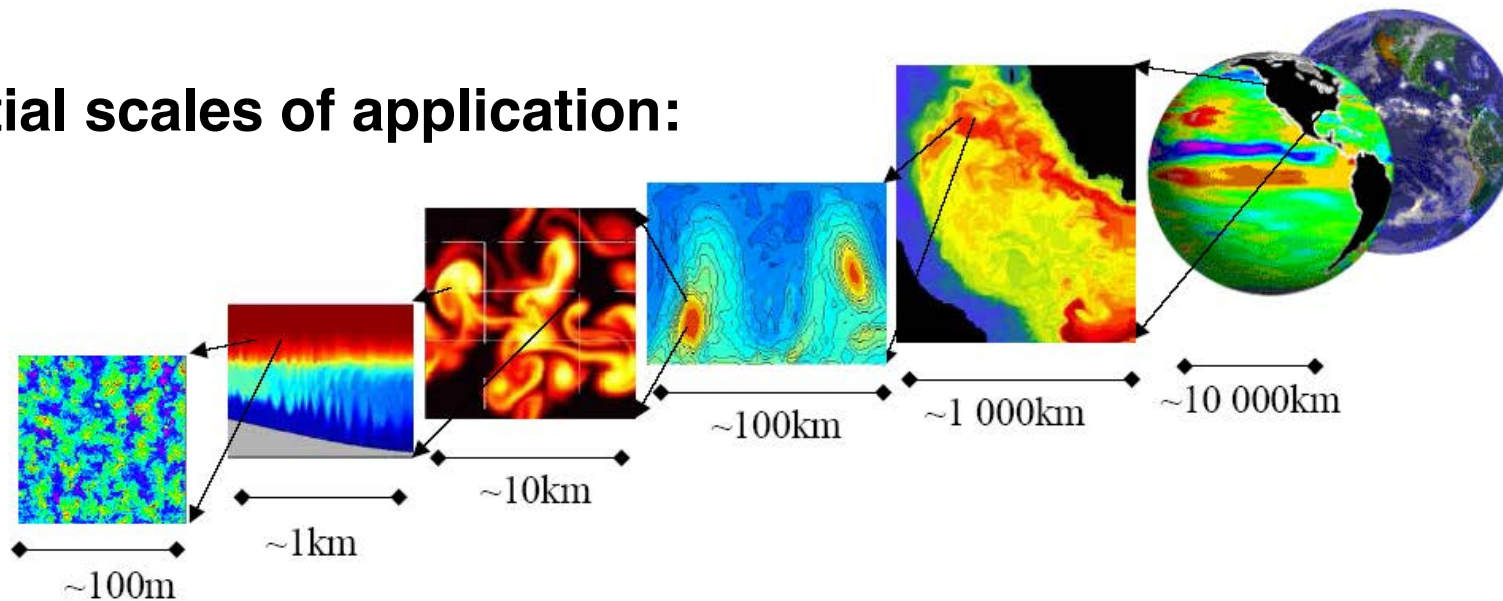 tial scales of application:
~100m
~1km
~10km
~100km
~1 000km
~10 000km